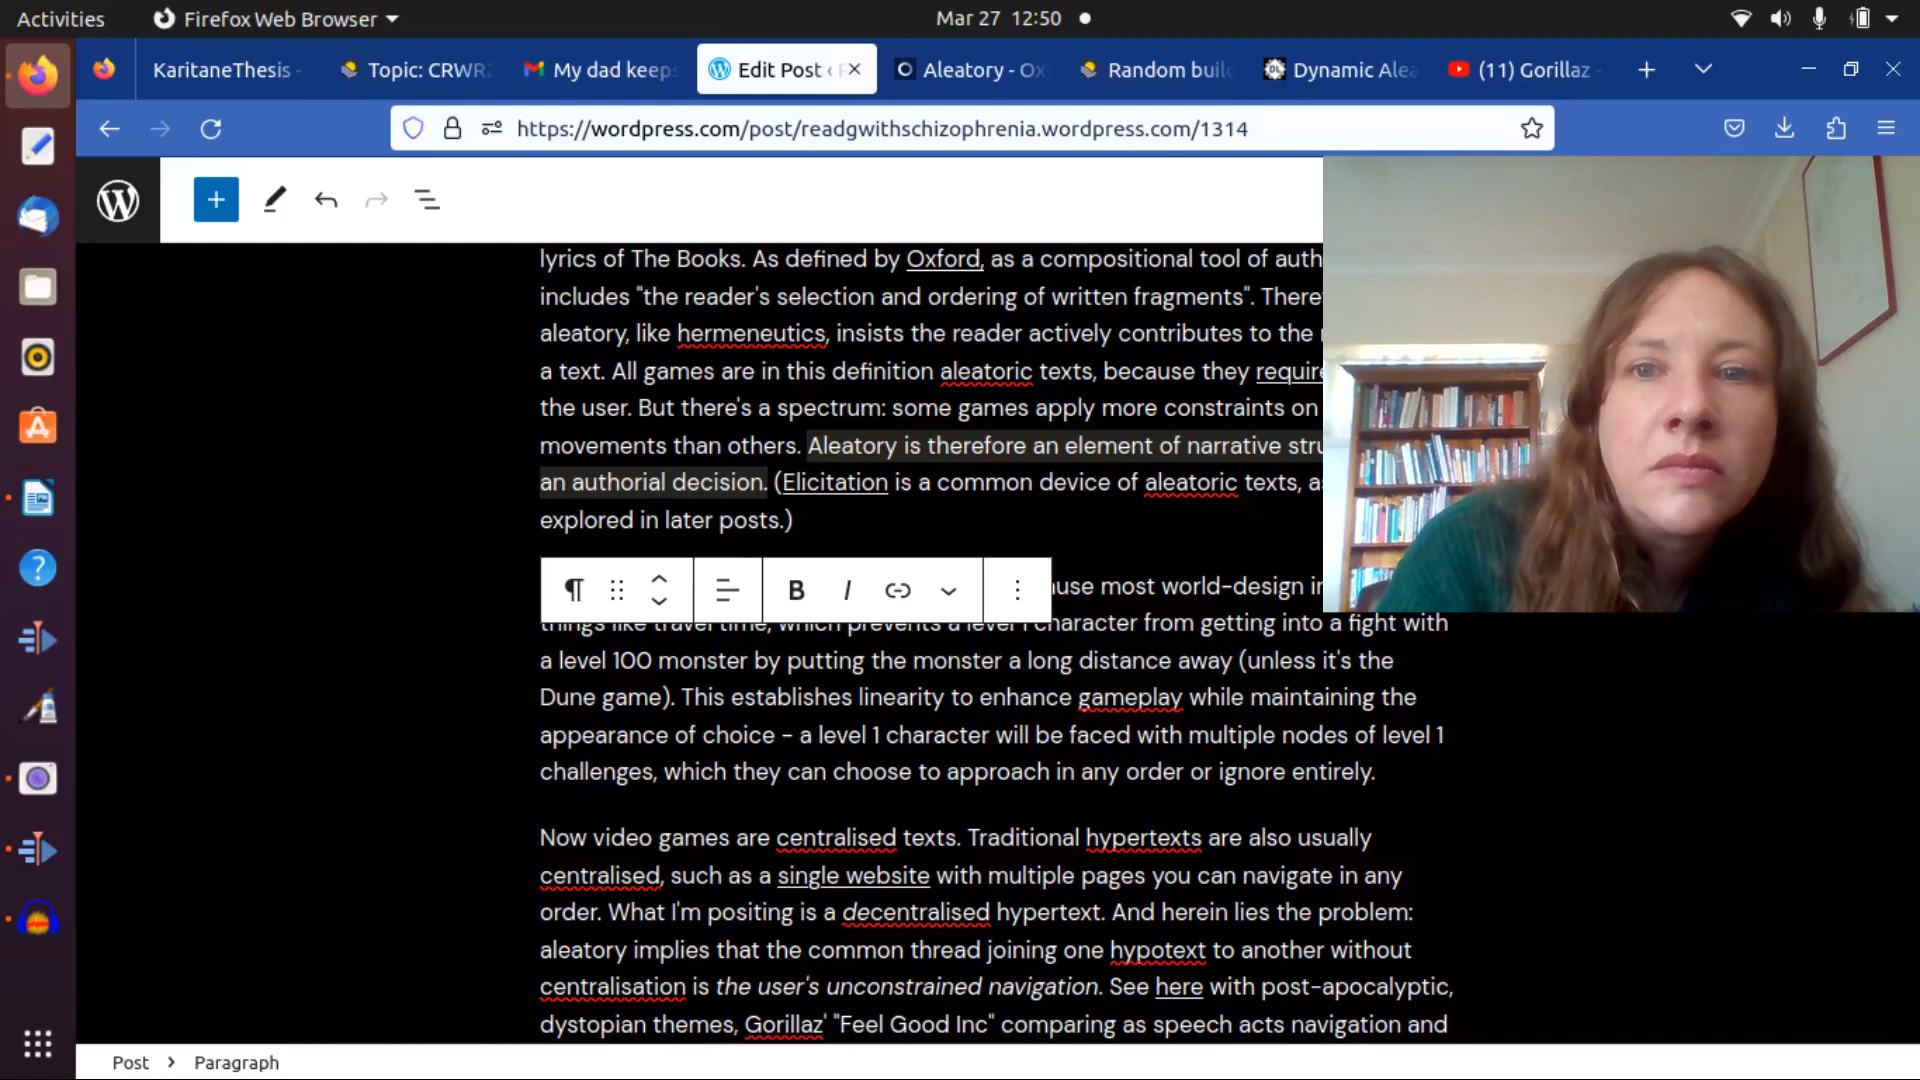 Activities
Firefox Web Browser
Mar 27 12:50
KaritaneThesis -
Topic: CRWR
My dad keeps
Edit Post ‹
Aleatory - Ox
Random buil
Dynamic Alea
(11) Gorillaz -
https://wordpress.com/post/readgwithschizophrenia.wordpress.com/1314
lyrics of The Books. As defined by Oxford, as a compositional tool of auth
includes "the reader's selection and ordering of written fragments". There
aleatory, like hermeneutics, insists the reader actively contributes to the
a text. All games are in this definition aleatoric texts, because they require
the user. But there's a spectrum: some games apply more constraints on
movements than others. Aleatory is therefore an element of narrative stru
an authorial decision. (Elicitation is a common device of aleatoric texts, a
explored in later posts.)
B I
use most world-design in
things like travel time, which prevents a level 1 character from getting into a fight with
a level 100 monster by putting the monster a long distance away (unless it's the
Dune game). This establishes linearity to enhance gameplay while maintaining the
appearance of choice - a level 1 character will be faced with multiple nodes of level 1
challenges, which they can choose to approach in any order or ignore entirely.
Now video games are centralised texts. Traditional hypertexts are also usually
centralised, such as a single website with multiple pages you can navigate in any
order. What I'm positing is a decentralised hypertext. And herein lies the problem:
aleatory implies that the common thread joining one hypotext to another without
centralisation is the user's unconstrained navigation. See here with post-apocalyptic,
dystopian themes, Gorillaz' "Feel Good Inc" comparing as speech acts navigation and
Post › Paragraph